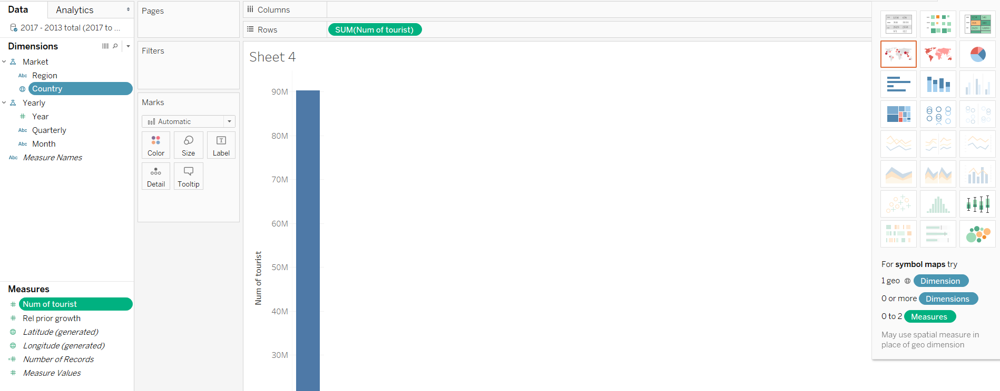 Data
Analytics
2017 - 2013 total (2017 to ...
Dimensions
Market
Abc Region
Country
Yearly
# Year
Abc Quarterly
Abc Month
Abc Measure Names
Measures
# Num of tourist
# Rel prior growth
Latitude (generated)
Longitude (generated)
=# Number of Records
# Measure Values
Pages
Filters
Marks
Automatic
Color
Size
T
Label
Detail
Tooltip
Columns
Rows
SUM(Num of tourist)
Sheet 4
Num of tourist
90M
80M
70M
60M
50M
40M
30M
For symbol maps try
1 geo Dimension
0 or more Dimensions
0 to 2 Measures
May use spatial measure in
place of geo dimension